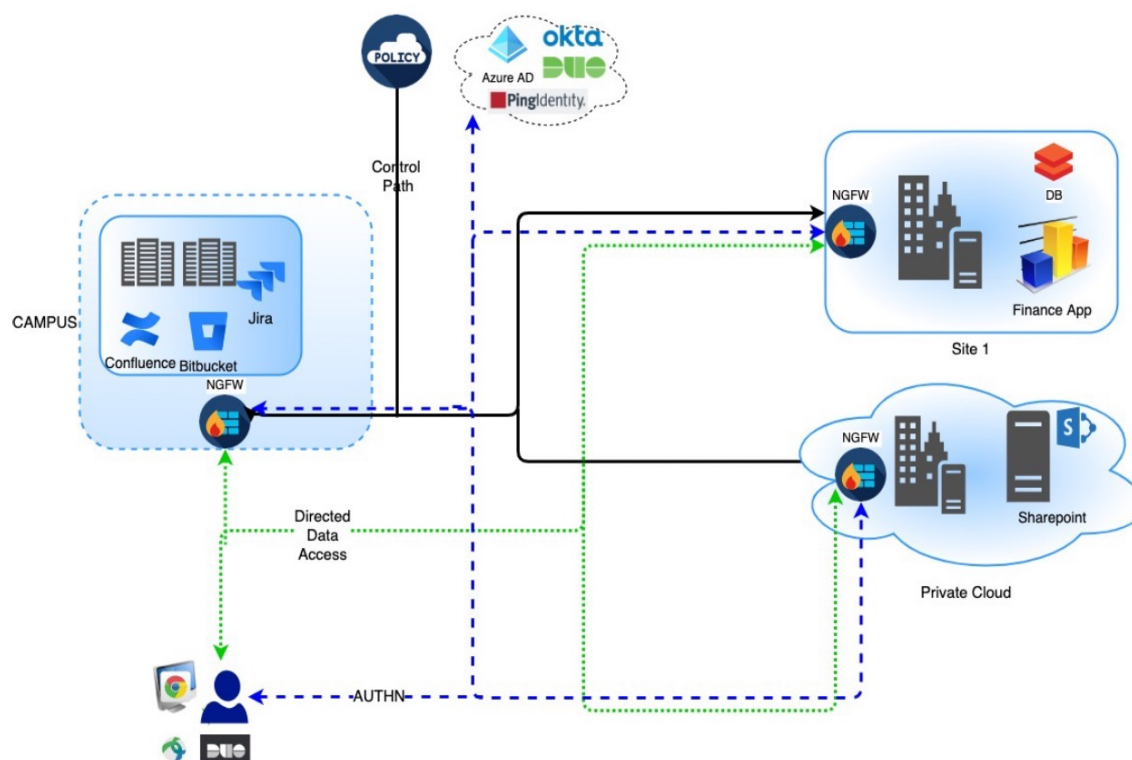 POLICY
okta
Azure AD
DUO
PingIdentity.
Control
Path
NGFW
DB
Finance App
Site 1
CAMPUS
Jira
Confluence
Bitbucket
NGFW
NGFW
S
Sharepoint
Private Cloud
Directed
Data
Access
AUTHN
DUO